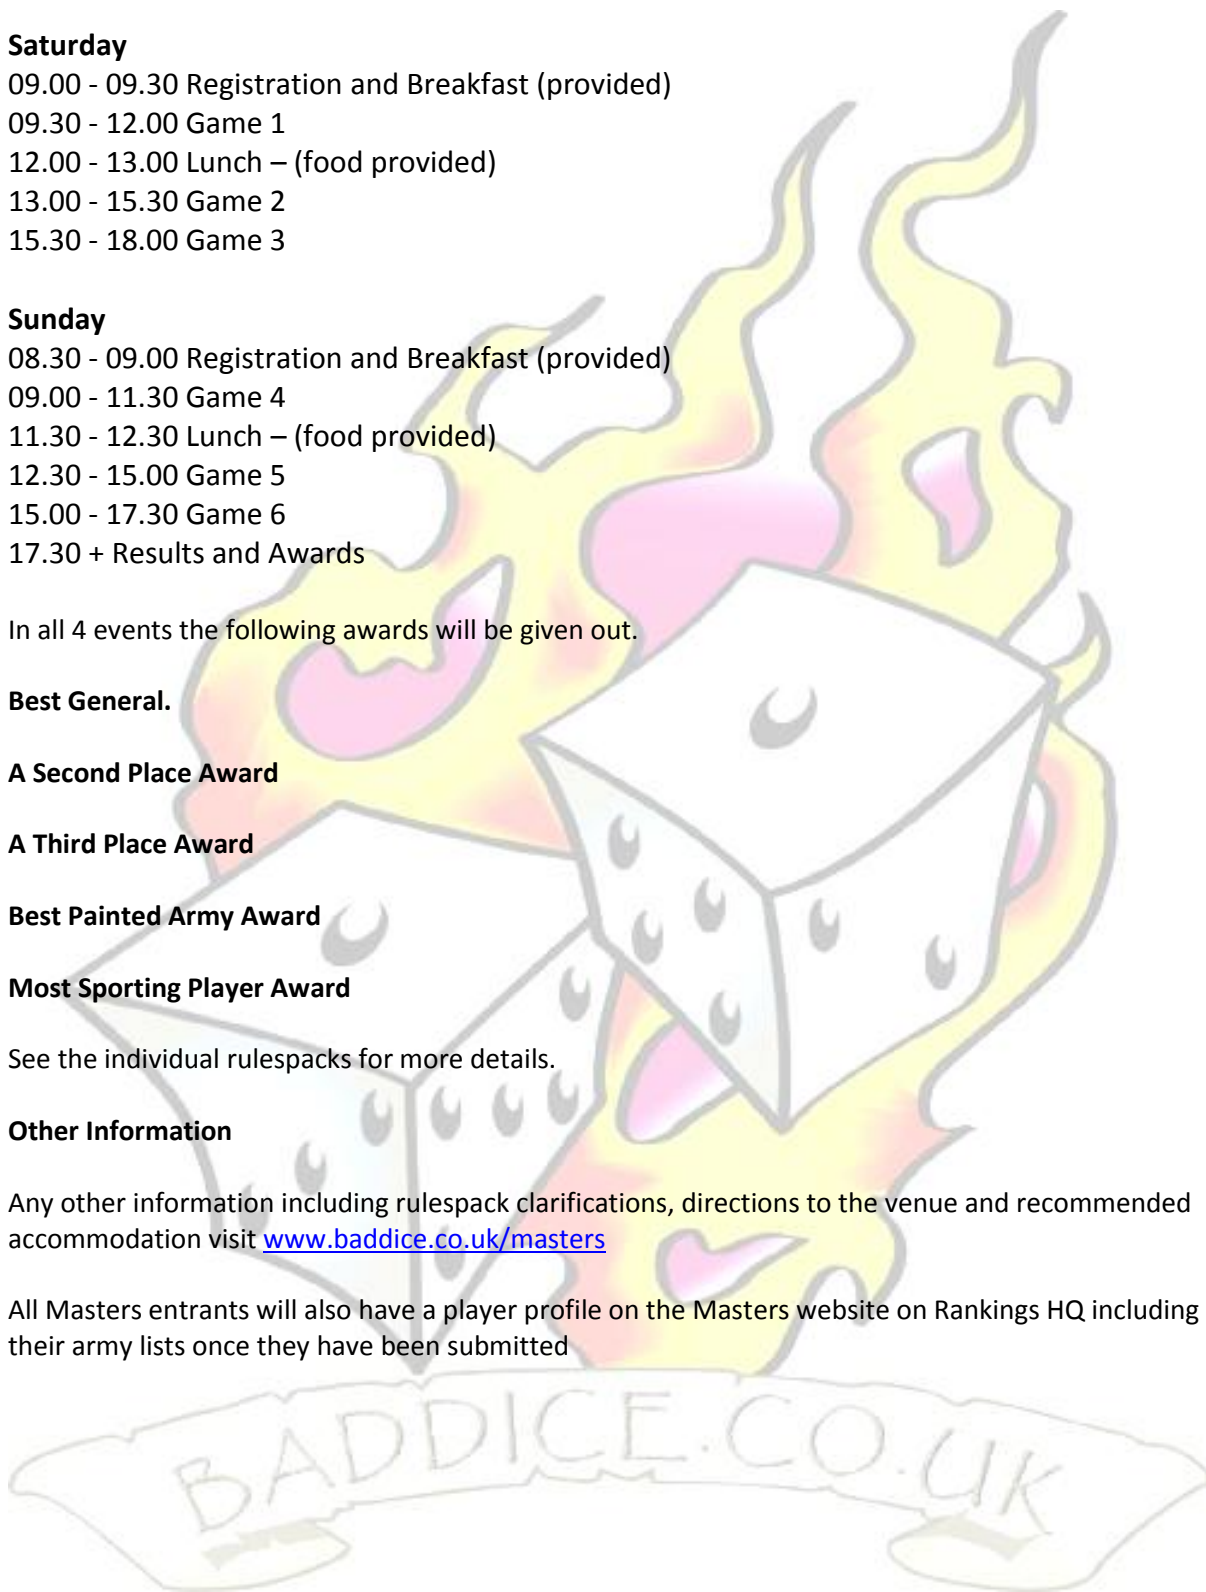 Saturday
09.00 - 09.30 Registration and Breakfast (provided)
09.30 - 12.00 Game 1
12.00 - 13.00 Lunch – (food provided)
13.00 - 15.30 Game 2
15.30 - 18.00 Game 3
Sunday
08.30 - 09.00 Registration and Breakfast (provided)
09.00 - 11.30 Game 4
11.30 - 12.30 Lunch – (food provided)
12.30 - 15.00 Game 5
15.00 - 17.30 Game 6
17.30 + Results and Awards
In all 4 events the following awards will be given out.
Best General.
A Second Place Award
A Third Place Award
Best Painted Army Award
Most Sporting Player Award
See the individual rulespacks for more details.
Other Information
Any other information including rulespack clarifications, directions to the venue and recommended
accommodation visit www.baddice.co.uk/masters
All Masters entrants will also have a player profile on the Masters website on Rankings HQ including
their army lists once they have been submitted
BADDICE.CO.UK